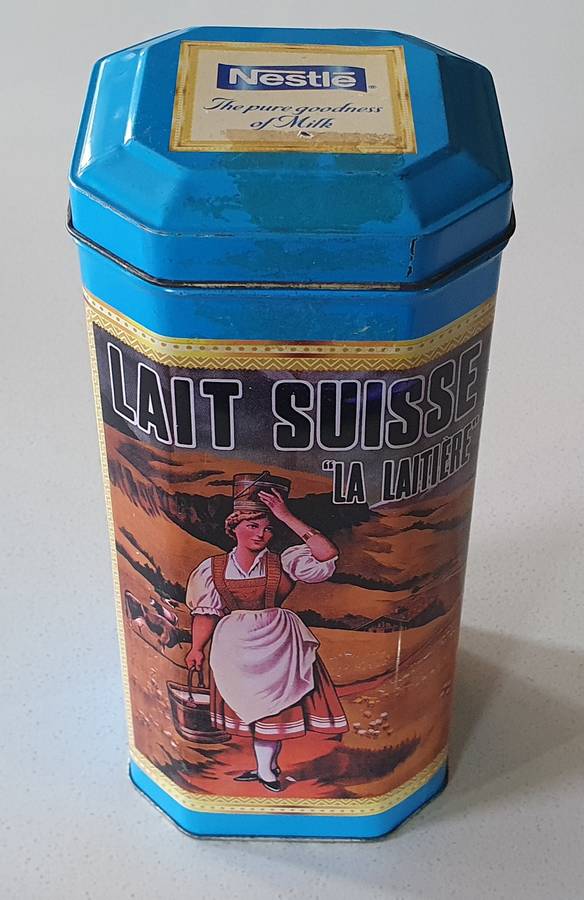 Nestlé
The pure goodness
of Milk
LAIT SUISSE
"LA LAITIÈRE"